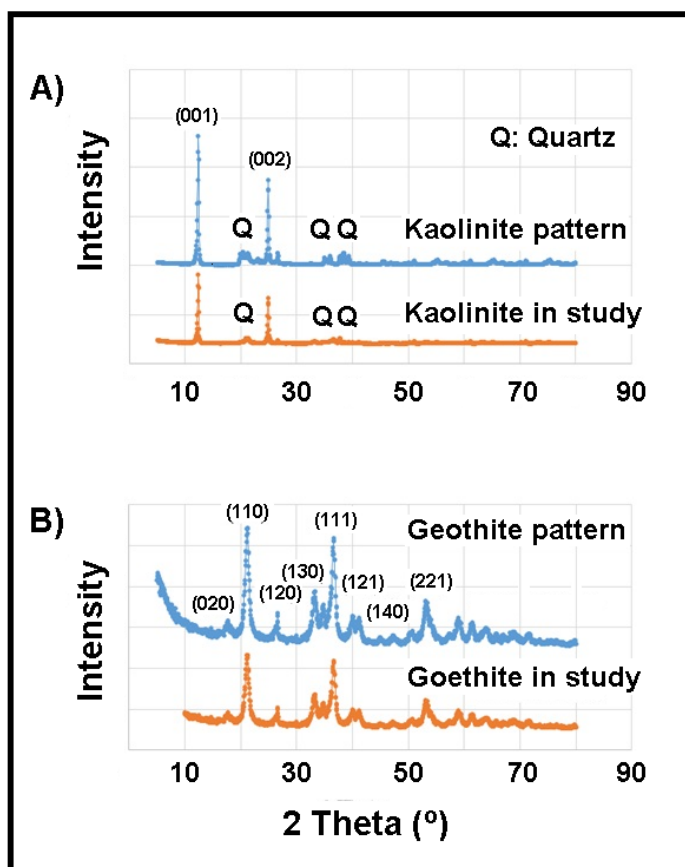 A)
Intensity
(001)
(002)
Q: Quartz
Q
Q Q
Kaolinite pattern
Q
Q Q
Kaolinite in study
10 30 50 70 90
B)
Intensity
(020)
(110)
(120)
(130)
(111)
(121)
(140)
(221)
Geothite pattern
Goethite in study
10 30 50 70 90
2 Theta (º)